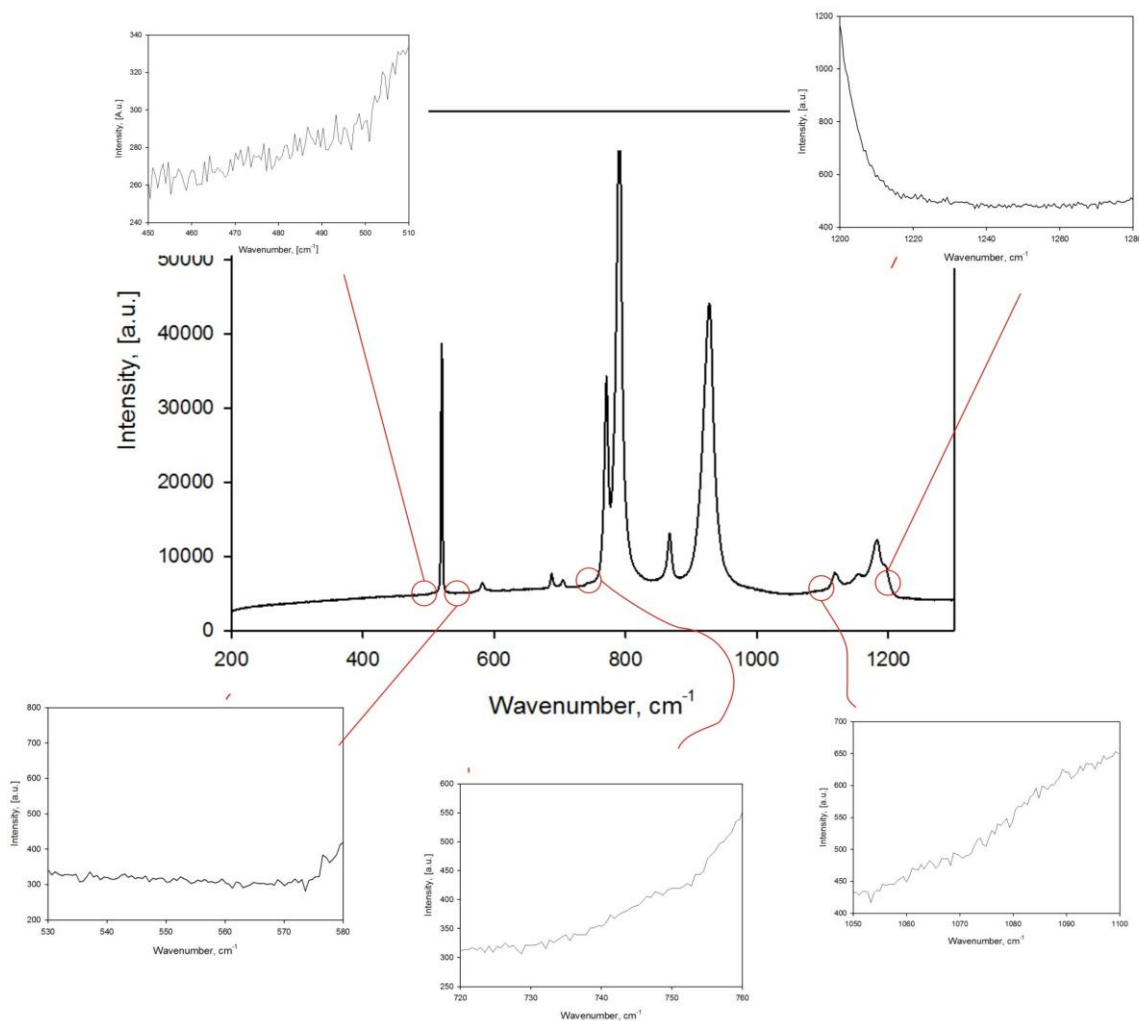 340
320
300
280
260
240
Intensity, [A.u.]
450 460 470 480 490 500 510
Wavenumber, [cm⁻¹]
1200
1000
800
600
400
Intensity, [a.u.]
1200 1220 1240 1260 1280
Wavenumber, cm⁻¹
50000
40000
30000
20000
10000
0
Intensity, [a.u.]
200 400 600 800 1000 1200
Wavenumber, cm⁻¹
800
700
600
500
400
300
200
Intensity, [a.u.]
530 540 550 560 570 580
Wavenumber, cm⁻¹
600
550
500
450
400
350
300
250
Intensity, [a.u.]
720 730 740 750 760
Wavenumber, cm⁻¹
700
650
600
550
500
450
400
Intensity, [a.u.]
1050 1060 1070 1080 1090 1100
Wavenumber, cm⁻¹